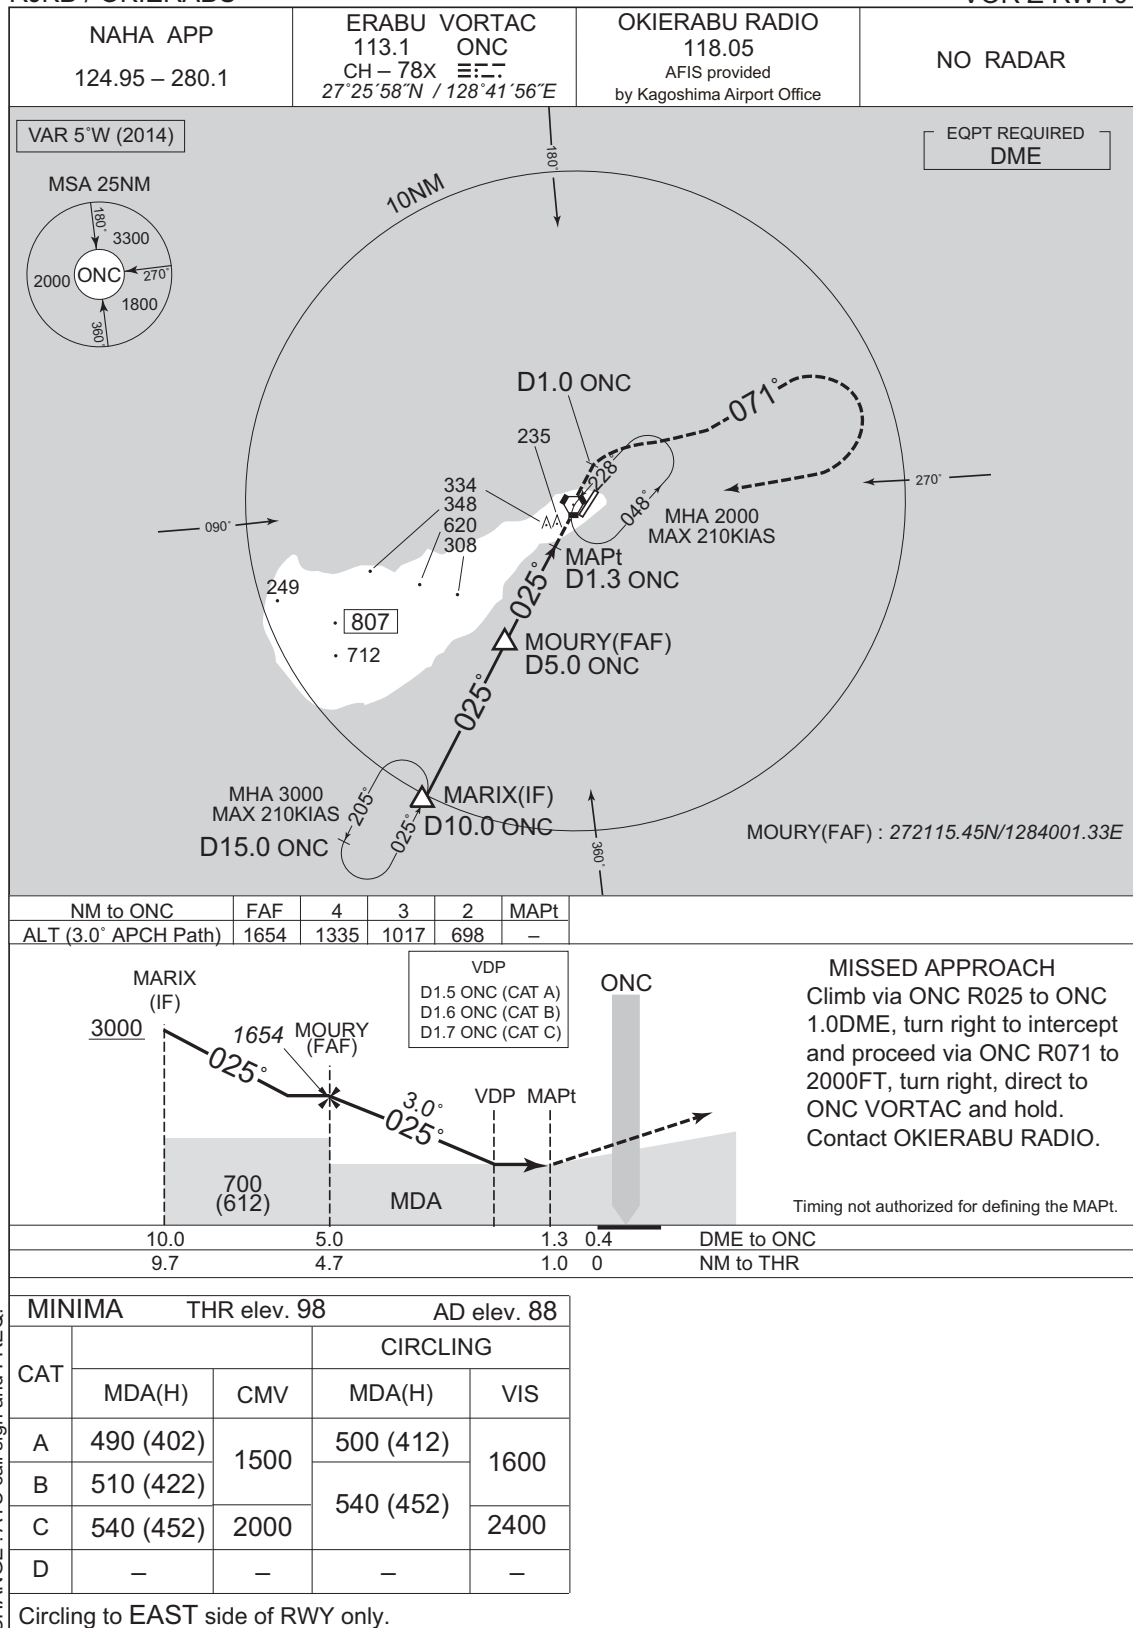 NAHA APP
124.95 – 280.1
ERABU VORTAC
113.1 ONC
CH – 78X
27°25´58˝N / 128°41´56˝E
OKIERABU RADIO
118.05
AFIS provided
by Kagoshima Airport Office
NO RADAR
VAR 5°W (2014)
EQPT REQUIRED
DME
MSA 25NM
180°
3300
2000
ONC
270°
1800
360°
10NM
180°
D1.0 ONC
071°
235
228°
334
348
620
308
048°
270°
090°
MHA 2000
MAX 210KIAS
MAPt
D1.3 ONC
249
025°
807
712
MOURY(FAF)
D5.0 ONC
025°
MHA 3000
MAX 210KIAS
205°
025°
MARIX(IF)
D10.0 ONC
D15.0 ONC
360°
MOURY(FAF) : 272115.45N/1284001.33E
NM to ONC FAF 4 3 2 MAPt
ALT (3.0° APCH Path) 1654 1335 1017 698 –
MARIX
(IF)
3000
025°
1654
MOURY
(FAF)
VDP
D1.5 ONC (CAT A)
D1.6 ONC (CAT B)
D1.7 ONC (CAT C)
ONC
3.0°
025°
VDP MAPt
700
(612)
MDA
MISSED APPROACH
Climb via ONC R025 to ONC
1.0DME, turn right to intercept
and proceed via ONC R071 to
2000FT, turn right, direct to
ONC VORTAC and hold.
Contact OKIERABU RADIO.
Timing not authorized for defining the MAPt.
10.0 5.0 1.3 0.4 DME to ONC
9.7 4.7 1.0 0 NM to THR
MINIMA THR elev. 98 AD elev. 88
CAT CIRCLING
MDA(H) CMV MDA(H) VIS
A 490 (402) 1500 500 (412) 1600
B 510 (422) 540 (452)
C 540 (452) 2000 2400
D – – – –
Circling to EAST side of RWY only.